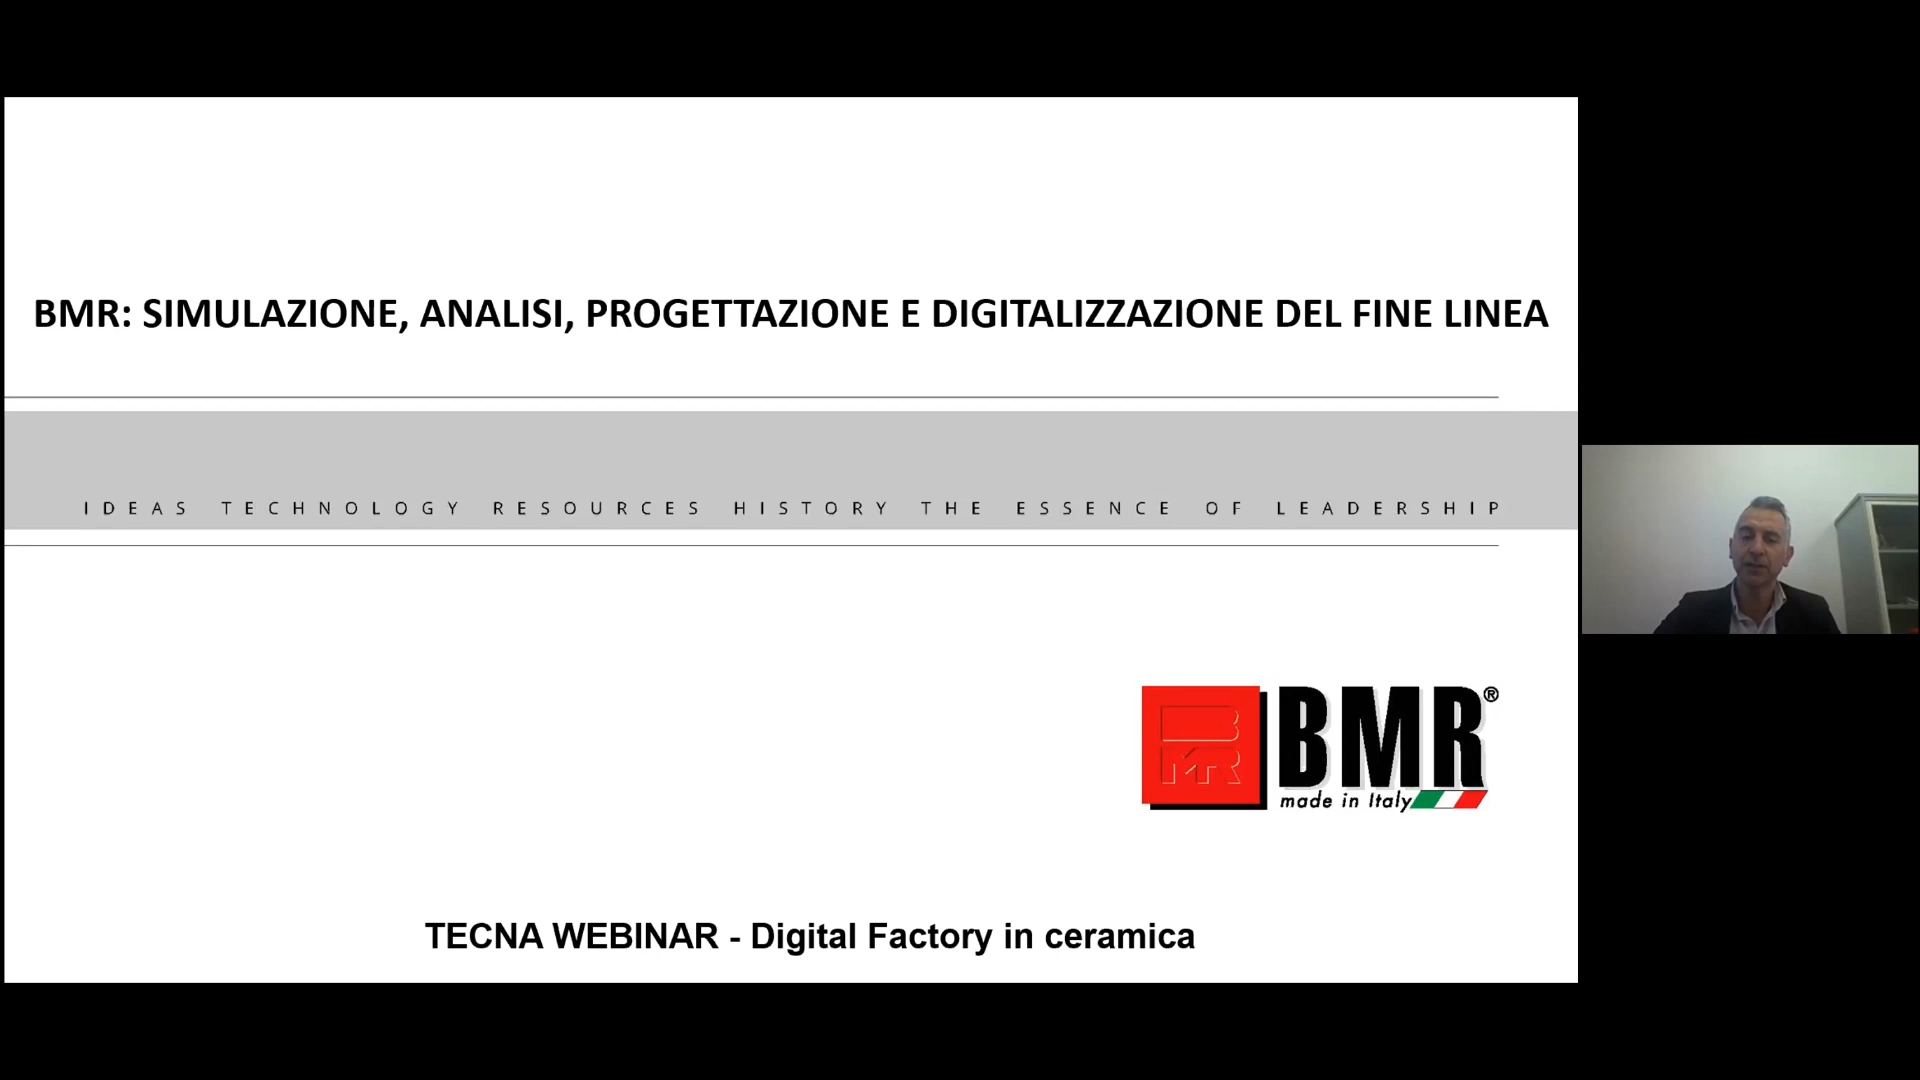 BMR: SIMULAZIONE, ANALISI, PROGETTAZIONE E DIGITALIZZAZIONE DEL FINE LINEA
IDEAS TECHNOLOGY RESOURCES HISTORY THE ESSENCE OF LEADERSHIP
BMR
BMR®
made in Italy
TECNA WEBINAR - Digital Factory in ceramica